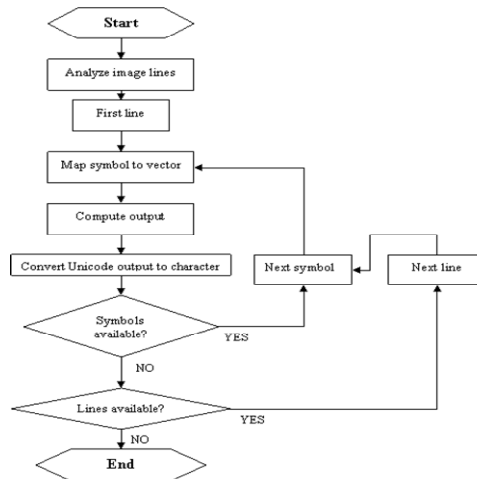 Start
Analyze image lines
First line
Map symbol to vector
Compute output
Convert Unicode output to character
Next symbol
Next line
Symbols
available?
YES
NO
Lines available?
YES
NO
End